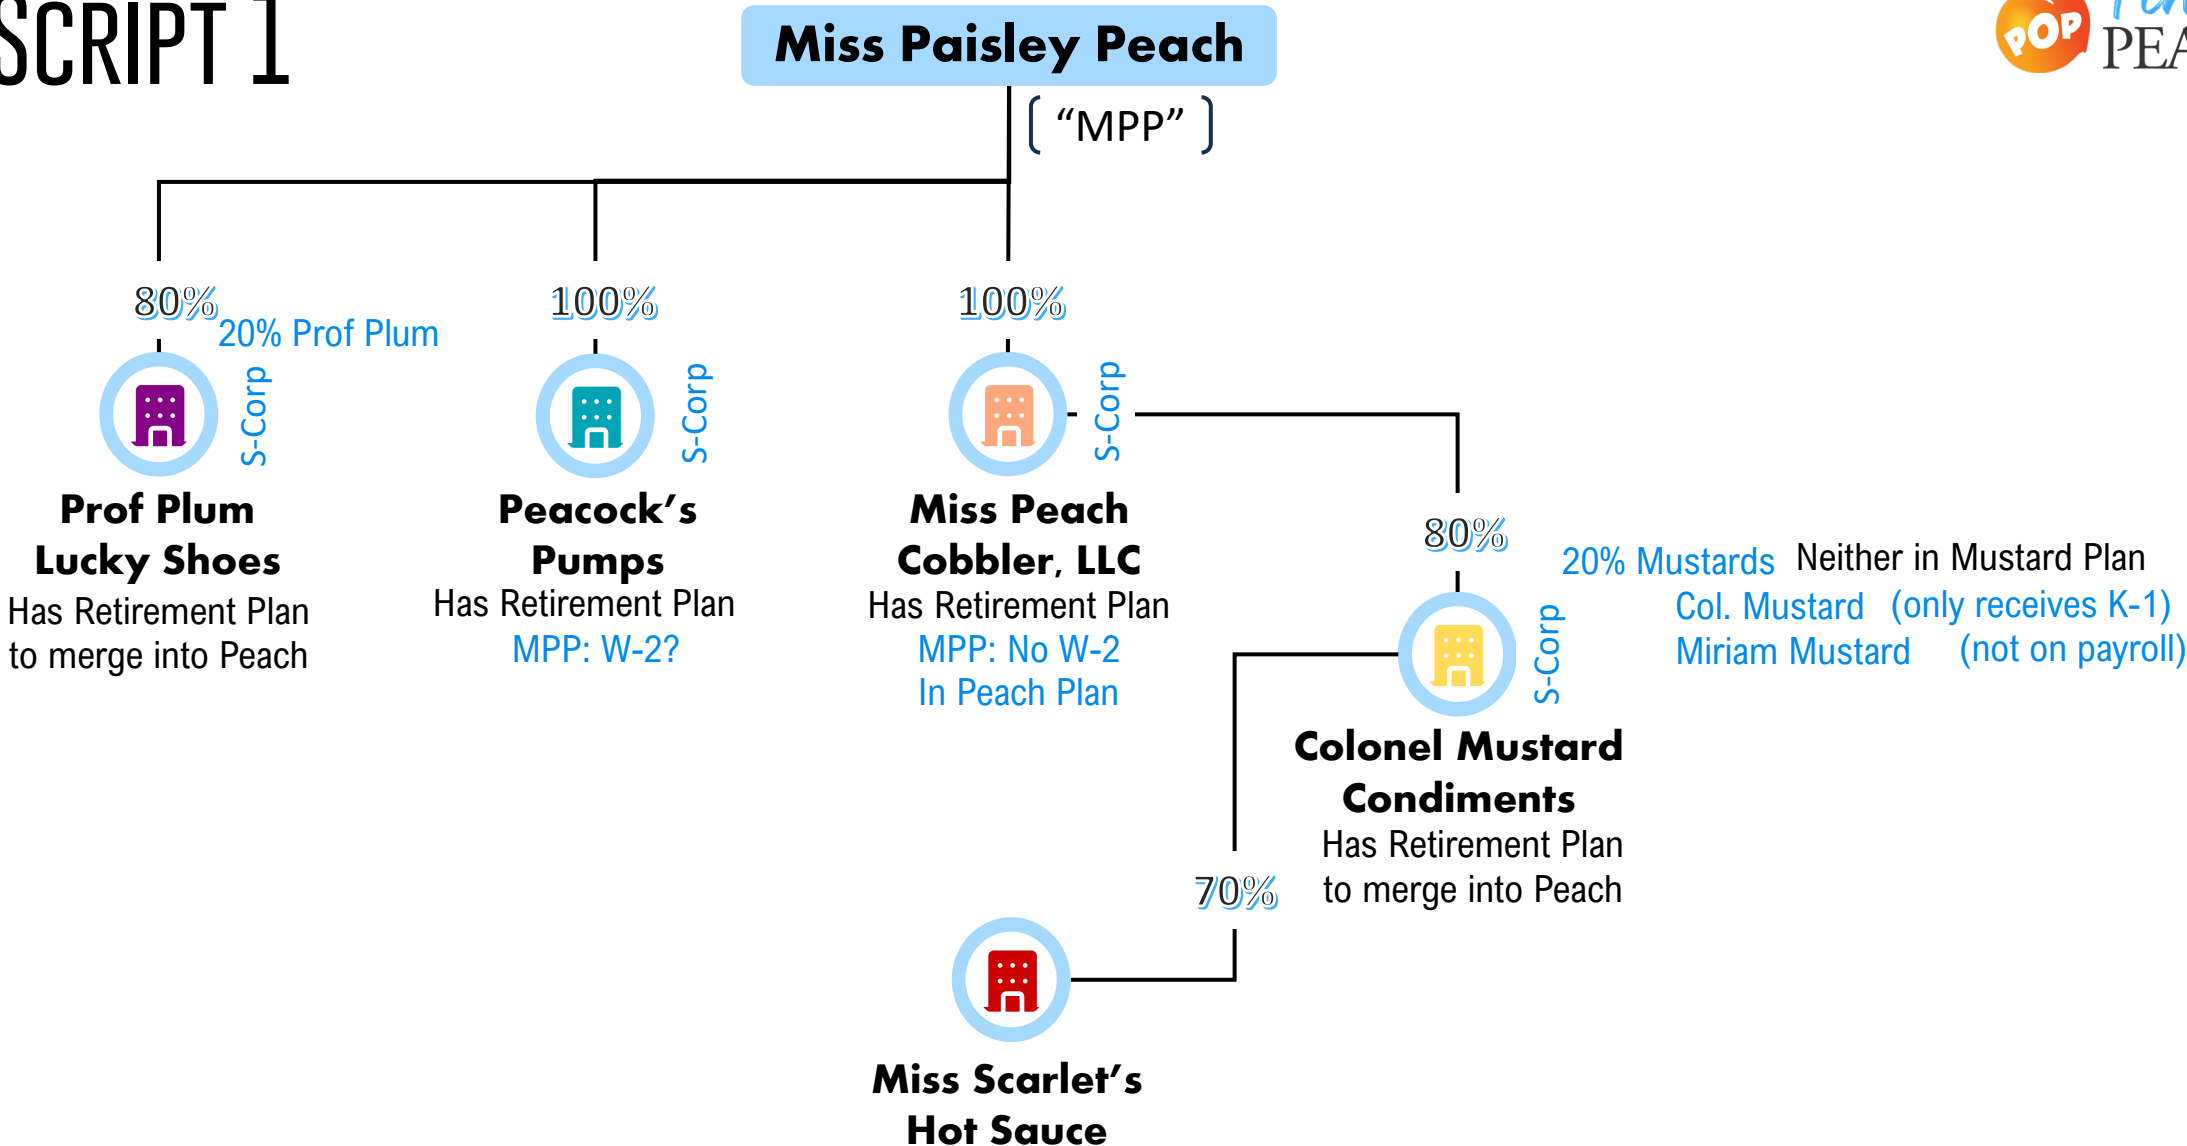 SCRIPT 1
Miss Paisley Peach
POP
PEA
“MPP”
80%
20% Prof Plum
S-Corp
Prof Plum
Lucky Shoes
Has Retirement Plan
to merge into Peach
100%
S-Corp
Peacock’s
Pumps
Has Retirement Plan
MPP: W-2?
100%
S-Corp
Miss Peach
Cobbler, LLC
Has Retirement Plan
MPP: No W-2
In Peach Plan
80%
20% Mustards Neither in Mustard Plan
Col. Mustard (only receives K-1)
Miriam Mustard (not on payroll)
S-Corp
Colonel Mustard
Condiments
Has Retirement Plan
to merge into Peach
70%
Miss Scarlet’s
Hot Sauce